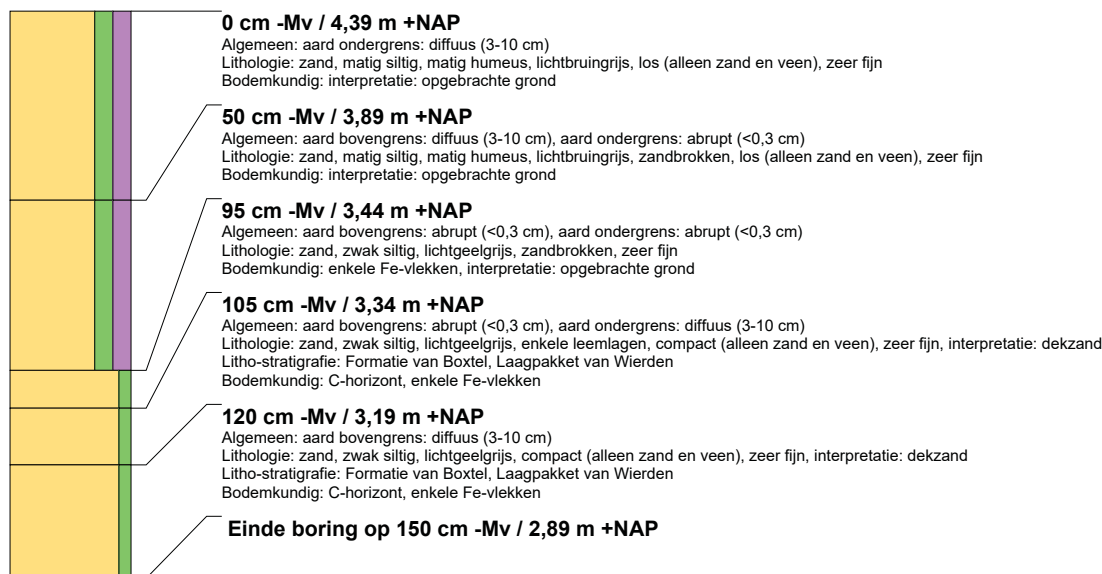 0 cm -Mv / 4,39 m +NAP
Algemeen: aard ondergrens: diffuus (3-10 cm)
Lithologie: zand, matig siltig, matig humeus, lichtbruingrijs, los (alleen zand en veen), zeer fijn
Bodemkundig: interpretatie: opgebrachte grond
50 cm -Mv / 3,89 m +NAP
Algemeen: aard bovengrens: diffuus (3-10 cm), aard ondergrens: abrupt (<0,3 cm)
Lithologie: zand, matig siltig, matig humeus, lichtbruingrijs, zandbrokken, los (alleen zand en veen), zeer fijn
Bodemkundig: interpretatie: opgebrachte grond
95 cm -Mv / 3,44 m +NAP
Algemeen: aard bovengrens: abrupt (<0,3 cm), aard ondergrens: abrupt (<0,3 cm)
Lithologie: zand, zwak siltig, lichtgeelgrijs, zandbrokken, zeer fijn
Bodemkundig: enkele Fe-vlekken, interpretatie: opgebrachte grond
105 cm -Mv / 3,34 m +NAP
Algemeen: aard bovengrens: abrupt (<0,3 cm), aard ondergrens: diffuus (3-10 cm)
Lithologie: zand, zwak siltig, lichtgeelgrijs, enkele leemlagen, compact (alleen zand en veen), zeer fijn, interpretatie: dekzand
Litho-stratigrafie: Formatie van Boxtel, Laagpakket van Wierden
Bodemkundig: C-horizont, enkele Fe-vlekken
120 cm -Mv / 3,19 m +NAP
Algemeen: aard bovengrens: diffuus (3-10 cm)
Lithologie: zand, zwak siltig, lichtgeelgrijs, compact (alleen zand en veen), zeer fijn, interpretatie: dekzand
Litho-stratigrafie: Formatie van Boxtel, Laagpakket van Wierden
Bodemkundig: C-horizont, enkele Fe-vlekken
Einde boring op 150 cm -Mv / 2,89 m +NAP